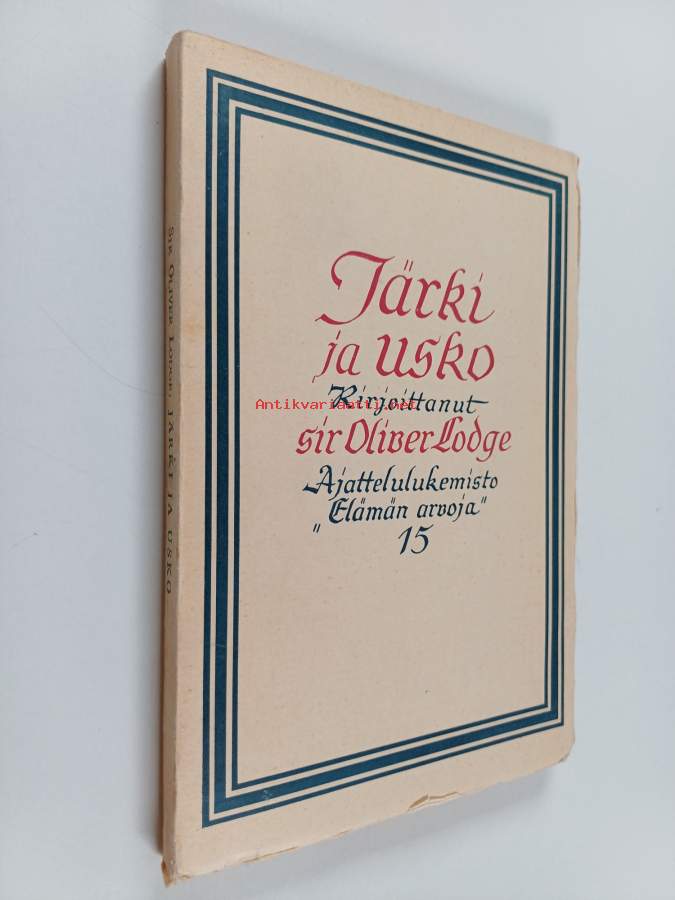 Järki
ja usko
Kirjoittanut
Antikvariaatti.net
sir Oliver Lodge
Ajattelulukemisto
„Elämän arvoja”
15
SIR OLIVER LODGE: JÄRKI JA USKO